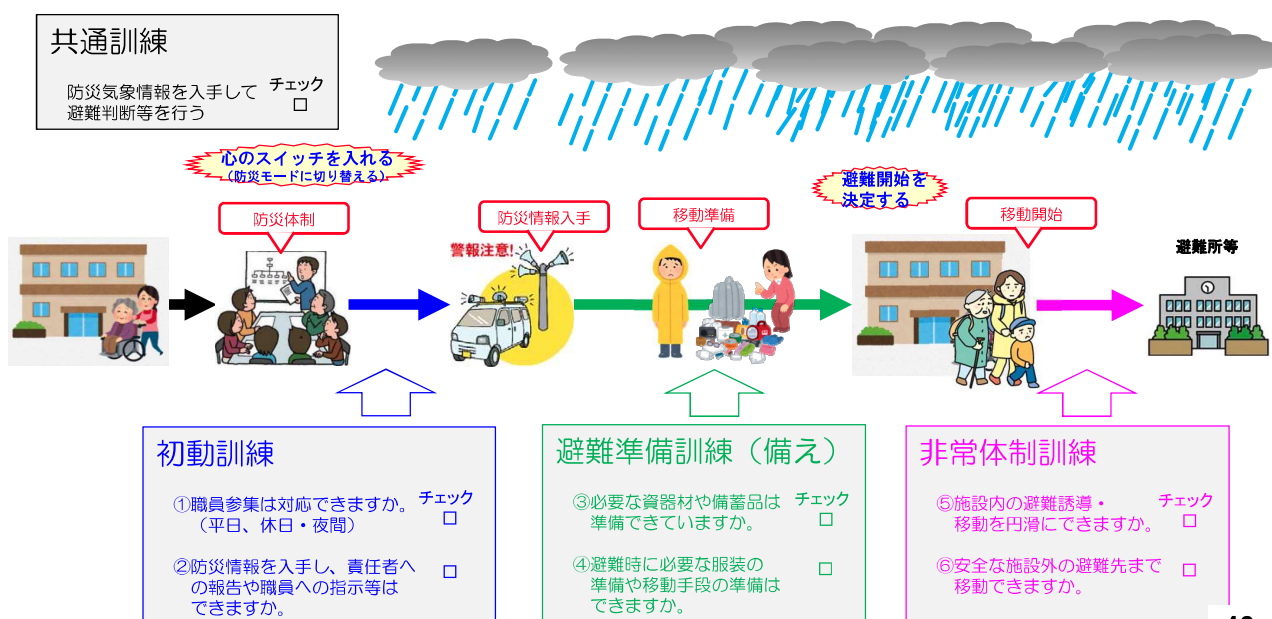 共通訓練
防災気象情報を入手して
避難判断等を行う
チェック
□
心のスイッチを入れる
(防災モードに切り替える)
避難開始を
決定する
防災体制
防災情報入手
移動準備
移動開始
警報注意!
避難所等
初動訓練
①職員参集は対応できますか。
(平日、休日・夜間)
チェック
□
②防災情報を入手し、責任者へ
の報告や職員への指示等は
できますか。
□
避難準備訓練(備え)
③必要な資器材や備蓄品は
準備できていますか。
チェック
□
④避難時に必要な服装の
準備や移動手段の準備は
できますか。
□
非常体制訓練
⑤施設内の避難誘導・
移動を円滑にできますか。
チェック
□
⑥安全な施設外の避難先まで
移動できますか。
□